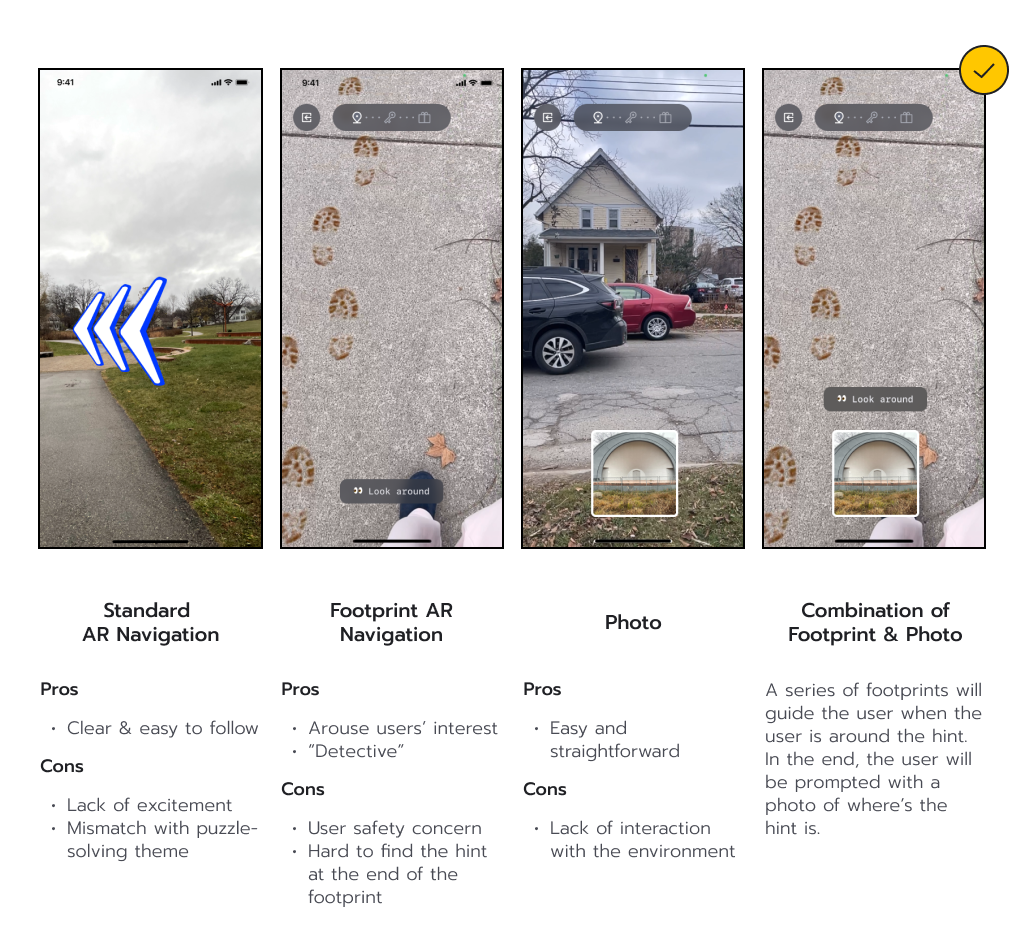 9:41
9:41
Look around
Look around
Standard
AR Navigation
Pros
• Clear & easy to follow
Cons
• Lack of excitement
• Mismatch with puzzle-
solving theme
Footprint AR
Navigation
Pros
• Arouse users’ interest
• ”Detective”
Cons
• User safety concern
• Hard to find the hint
at the end of the
footprint
Photo
Pros
• Easy and
straightforward
Cons
• Lack of interaction
with the environment
Combination of
Footprint & Photo
A series of footprints will
guide the user when the
user is around the hint.
In the end, the user will
be prompted with a
photo of where’s the
hint is.